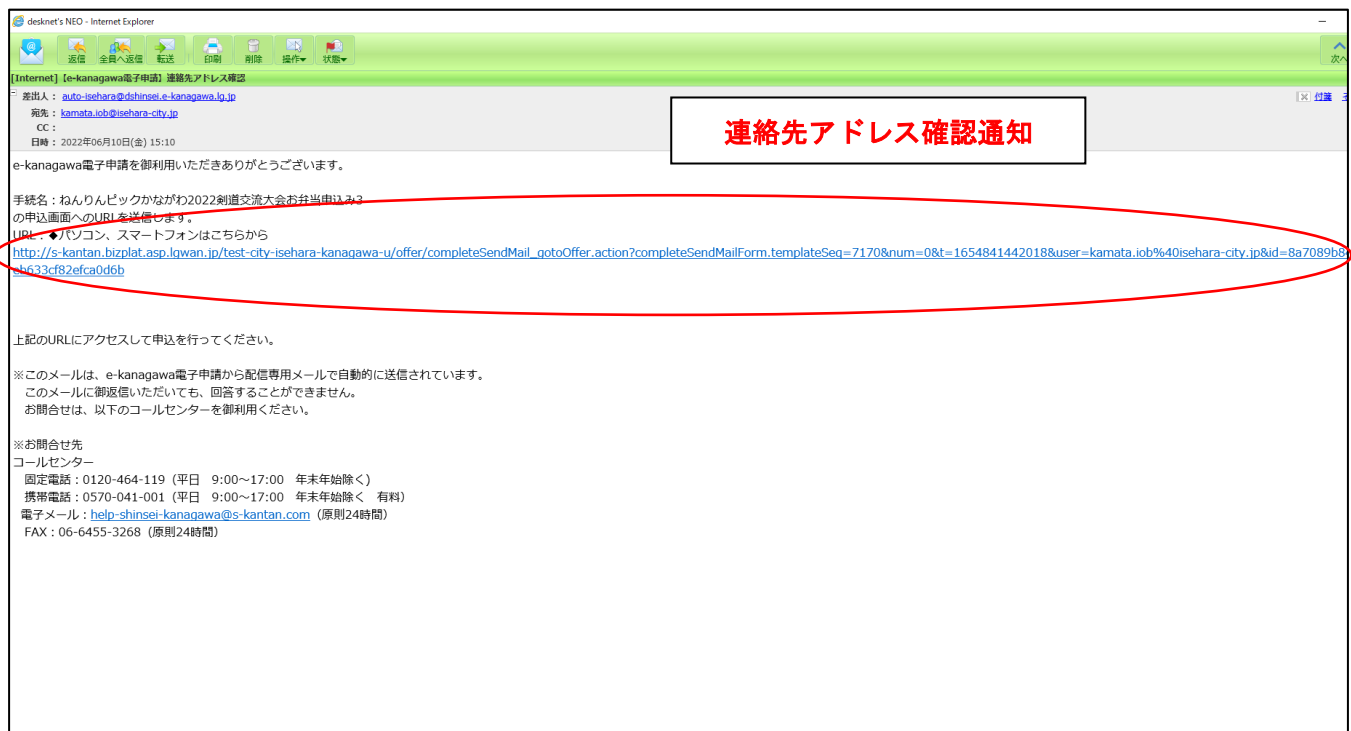 desknet's NEO - Internet Explorer
返信 全員へ返信 転送 印刷 削除 操作▼ 状態▼
次へ
[Internet]【e-kanagawa電子申請】連絡先アドレス確認
差出人： auto-isehara@dshinsei.e-kanagawa.lg.jp
付箋
宛先： kamata.iob@isehara-city.jp
CC：
日時： 2022年06月10日(金) 15:10
連絡先アドレス確認通知
e-kanagawa電子申請を御利用いただきありがとうございます。
手続名：ねんりんピックかながわ2022剣道交流大会お弁当申込み3
の申込画面へのURLを送信します。
URL：◆パソコン、スマートフォンはこちらから
http://s-kantan.bizplat.asp.lgwan.jp/test-city-isehara-kanagawa-u/offer/completeSendMail_gotoOffer.action?completeSendMailForm.templateSeq=7170&num=0&t=1654841442018&user=kamata.iob%40isehara-city.jp&id=8a7089b8
eb633cf82efca0d6b
上記のURLにアクセスして申込を行ってください。
※このメールは、e-kanagawa電子申請から配信専用メールで自動的に送信されています。
このメールに御返信いただいても、回答することができません。
お問合せは、以下のコールセンターを御利用ください。
※お問合せ先
コールセンター
固定電話：0120-464-119（平日　9:00～17:00　年末年始除く)
携帯電話：0570-041-001（平日　9:00～17:00　年末年始除く　有料）
電子メール：help-shinsei-kanagawa@s-kantan.com（原則24時間）
FAX：06-6455-3268（原則24時間）